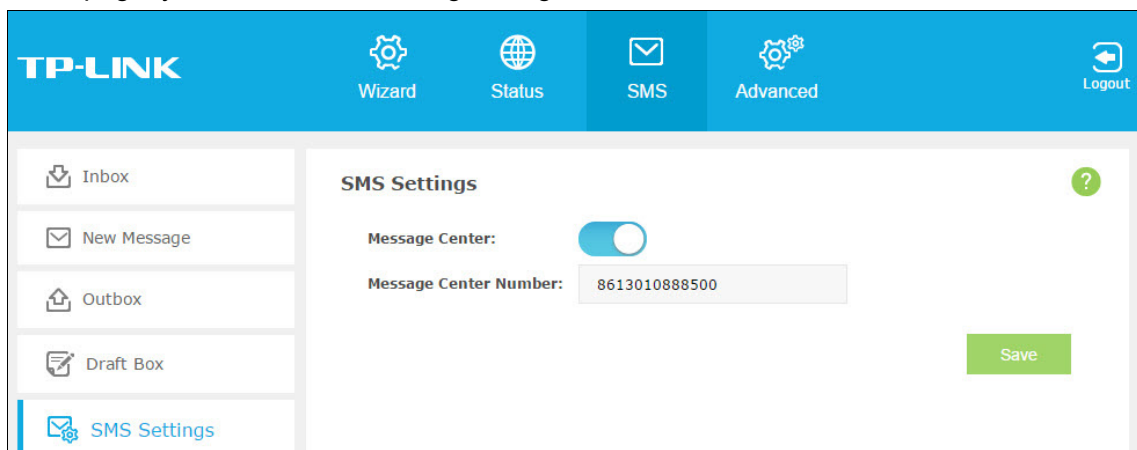 TP-LINK
Wizard
Status
SMS
Advanced
Logout
Inbox
New Message
Outbox
Draft Box
SMS Settings
SMS Settings
?
Message Center:
Message Center Number: 8613010888500
Save